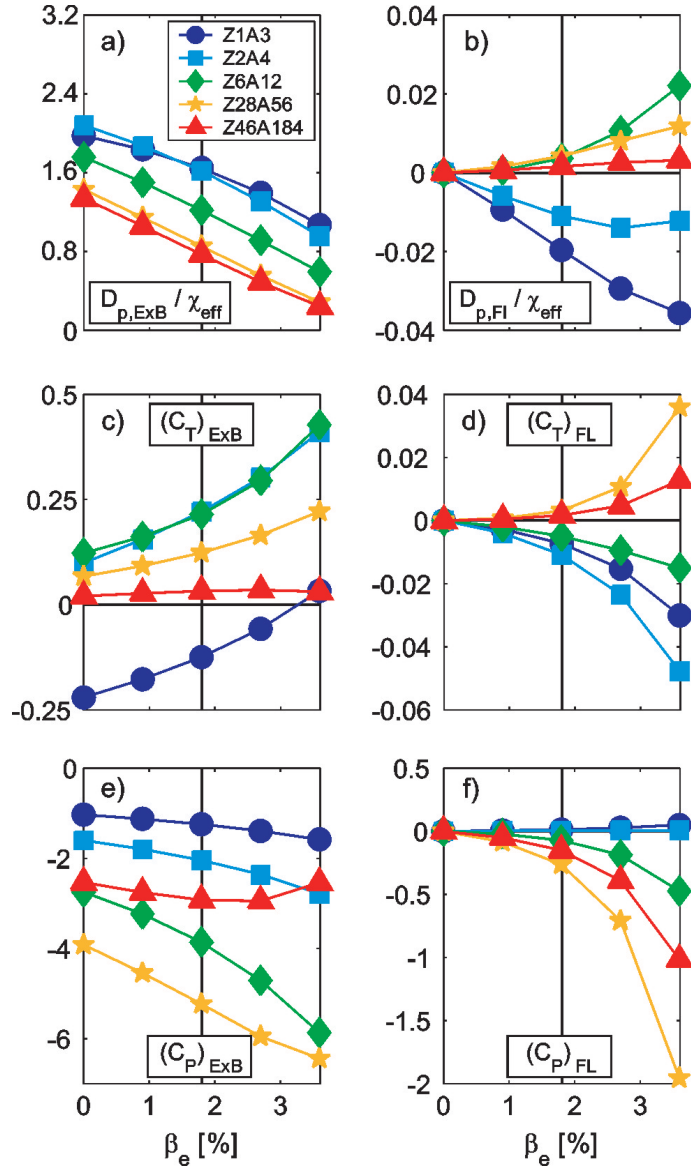 3.2
a)
Z1A3
Z2A4
Z6A12
Z28A56
Z46A184
2.4
1.6
0.8
0
D_p,ExB / χ_eff
b)
0.04
0.02
0
-0.02
-0.04
D_p,Fl / χ_eff
0.5
c)
(C_T)_ExB
0.25
0
-0.25
0.06
d)
(C_T)_FL
0.04
0.02
0
-0.02
-0.04
-0.06
0
e)
-2
-4
-6
(C_P)_ExB
0 1 2 3
β_e [%]
0.5
f)
0
-0.5
-1
-1.5
-2
(C_P)_FL
0 1 2 3
β_e [%]